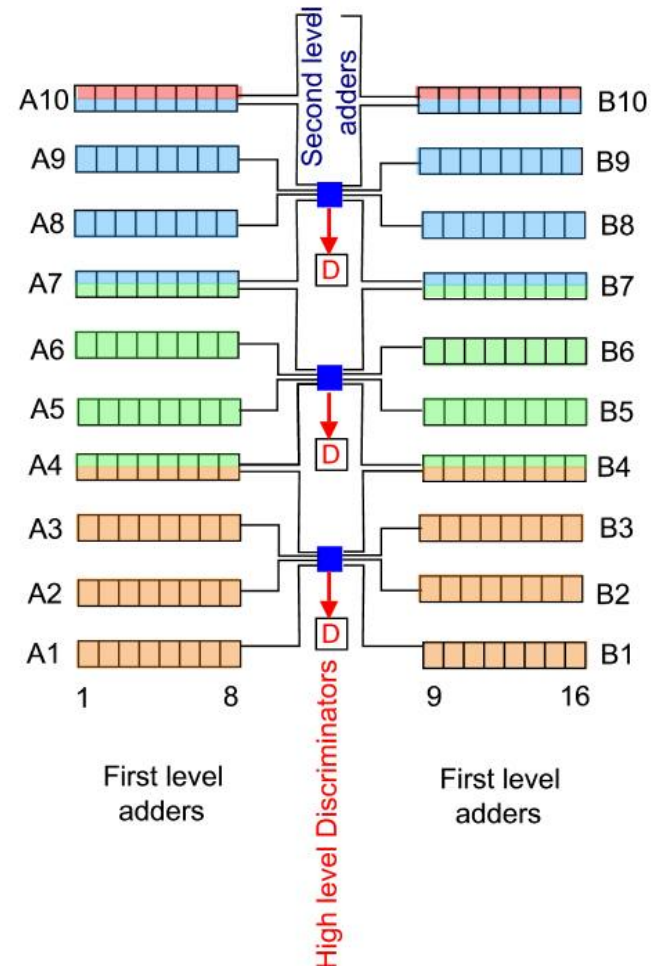 Second level
adders
A10
B10
A9
B9
A8
B8
D
A7
B7
A6
B6
A5
B5
D
A4
B4
A3
B3
A2
B2
D
A1
B1
1
8
9
16
First level
adders
First level
adders
High level Discriminators